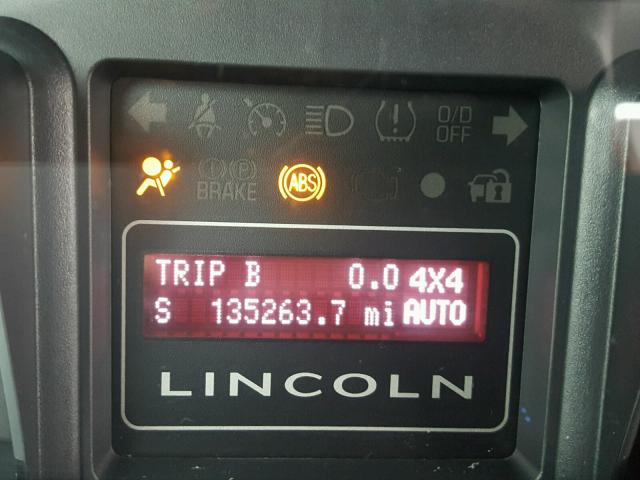 O/D
OFF
BRAKE
ABS
TRIP B 0.0 4X4
S 135263.7 mi AUTO
LINCOLN